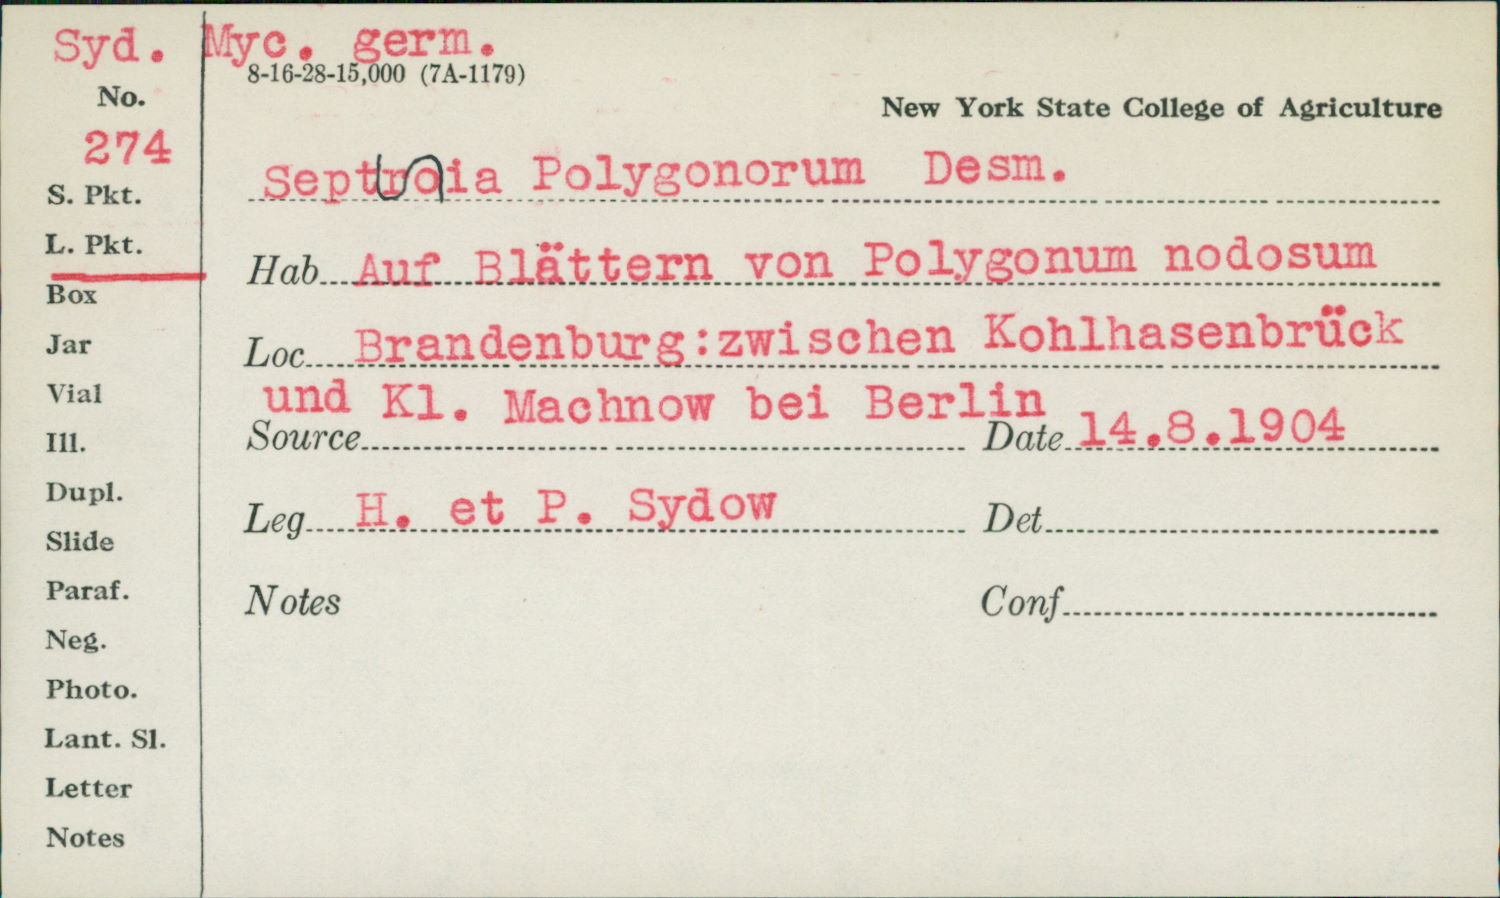 Syd. Myc. germ.
8-16-28-15,000 (7A-1179)
No.
New York State College of Agriculture
274
Septroia Polygonorum Desm.
S. Pkt.
L. Pkt.
Hab Auf Blättern von Polygonum nodosum
Box
Jar
Loc Brandenburg:zwischen Kohlhasenbrück
Vial
und Kl. Machnow bei Berlin
Ill.
Source Date 14.8.1904
Dupl.
Leg H. et P. Sydow Det
Slide
Paraf.
Notes Conf
Neg.
Photo.
Lant. Sl.
Letter
Notes